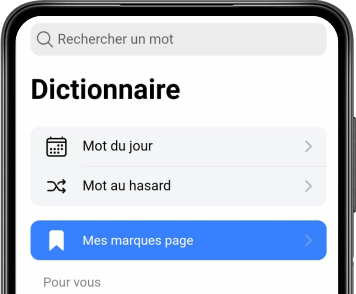 Rechercher un mot
Dictionnaire
Mot du jour
Mot au hasard
Mes marques page
Pour vous